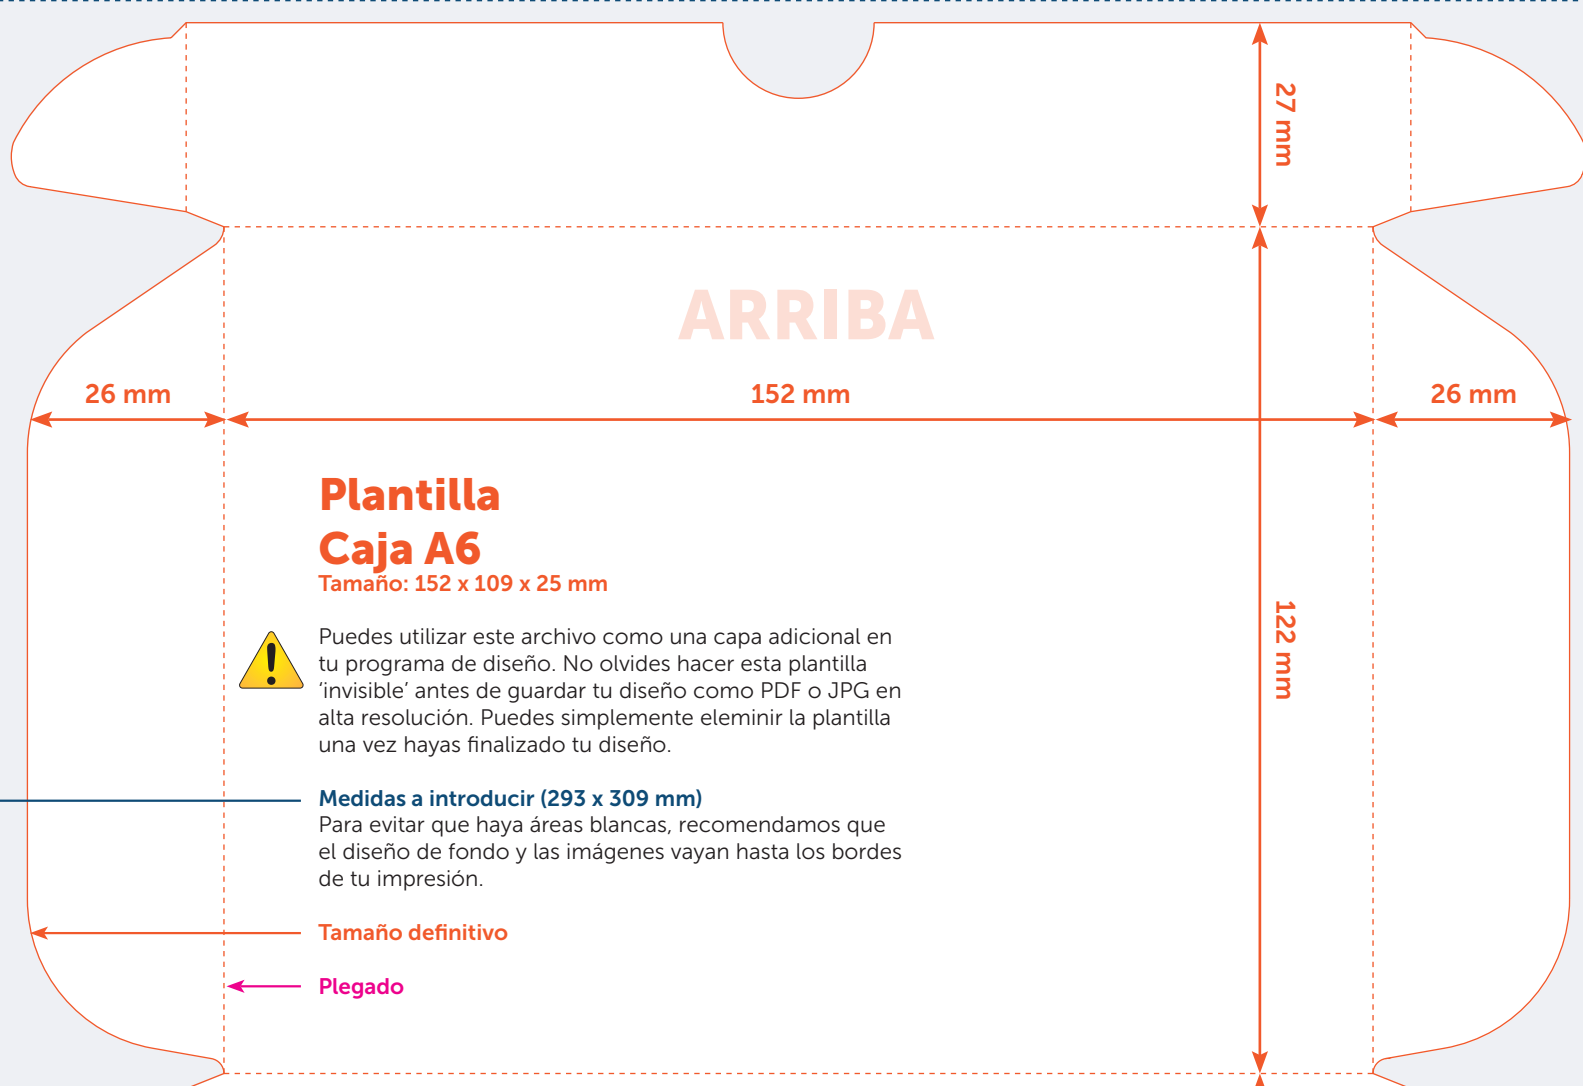 27 mm
ARRIBA
26 mm
152 mm
26 mm
Plantilla
Caja A6
Tamaño: 152 x 109 x 25 mm
Puedes utilizar este archivo como una capa adicional en
tu programa de diseño. No olvides hacer esta plantilla
‘invisible’ antes de guardar tu diseño como PDF o JPG en
alta resolución. Puedes simplemente eleminir la plantilla
una vez hayas finalizado tu diseño.
122 mm
Medidas a introducir (293 x 309 mm)
Para evitar que haya áreas blancas, recomendamos que
el diseño de fondo y las imágenes vayan hasta los bordes
de tu impresión.
Tamaño definitivo
Plegado